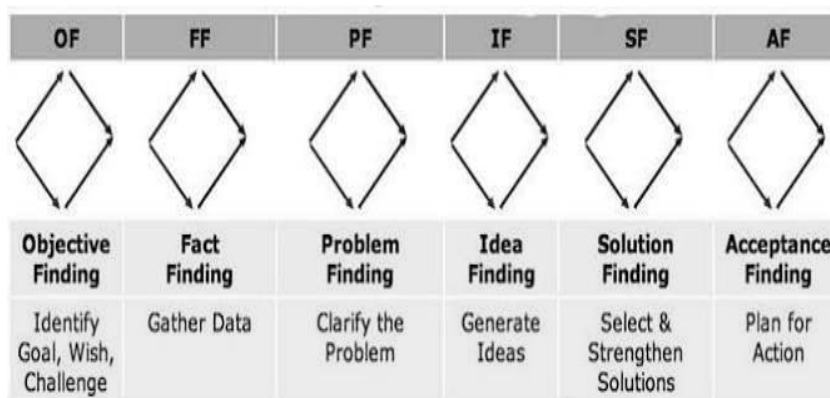 OF FF PF IF SF AF
Objective Finding
Fact Finding
Problem Finding
Idea Finding
Solution Finding
Acceptance Finding
Identify Goal, Wish, Challenge
Gather Data
Clarify the Problem
Generate Ideas
Select & Strengthen Solutions
Plan for Action